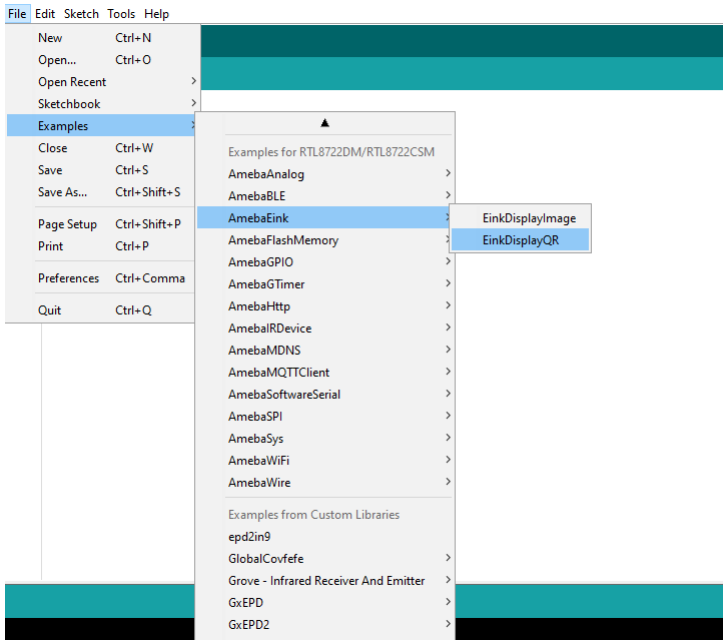 File Edit Sketch Tools Help
New Ctrl+N
Open... Ctrl+O
Open Recent
Sketchbook
Examples
Close Ctrl+W
Save Ctrl+S
Save As... Ctrl+Shift+S
Page Setup Ctrl+Shift+P
Print Ctrl+P
Preferences Ctrl+Comma
Quit Ctrl+Q
Examples for RTL8722DM/RTL8722CSM
AmebaAnalog
AmebaBLE
AmebaEink
AmebaFlashMemory
AmebaGPIO
AmebaGTimer
AmebaHttp
AmebaIRDevice
AmebaMDNS
AmebaMQTTClient
AmebaSoftwareSerial
AmebaSPI
AmebaSys
AmebaWiFi
AmebaWire
Examples from Custom Libraries
epd2in9
GlobalCovfefe
Grove - Infrared Receiver And Emitter
GxEPD
GxEPD2
EinkDisplayImage
EinkDisplayQR